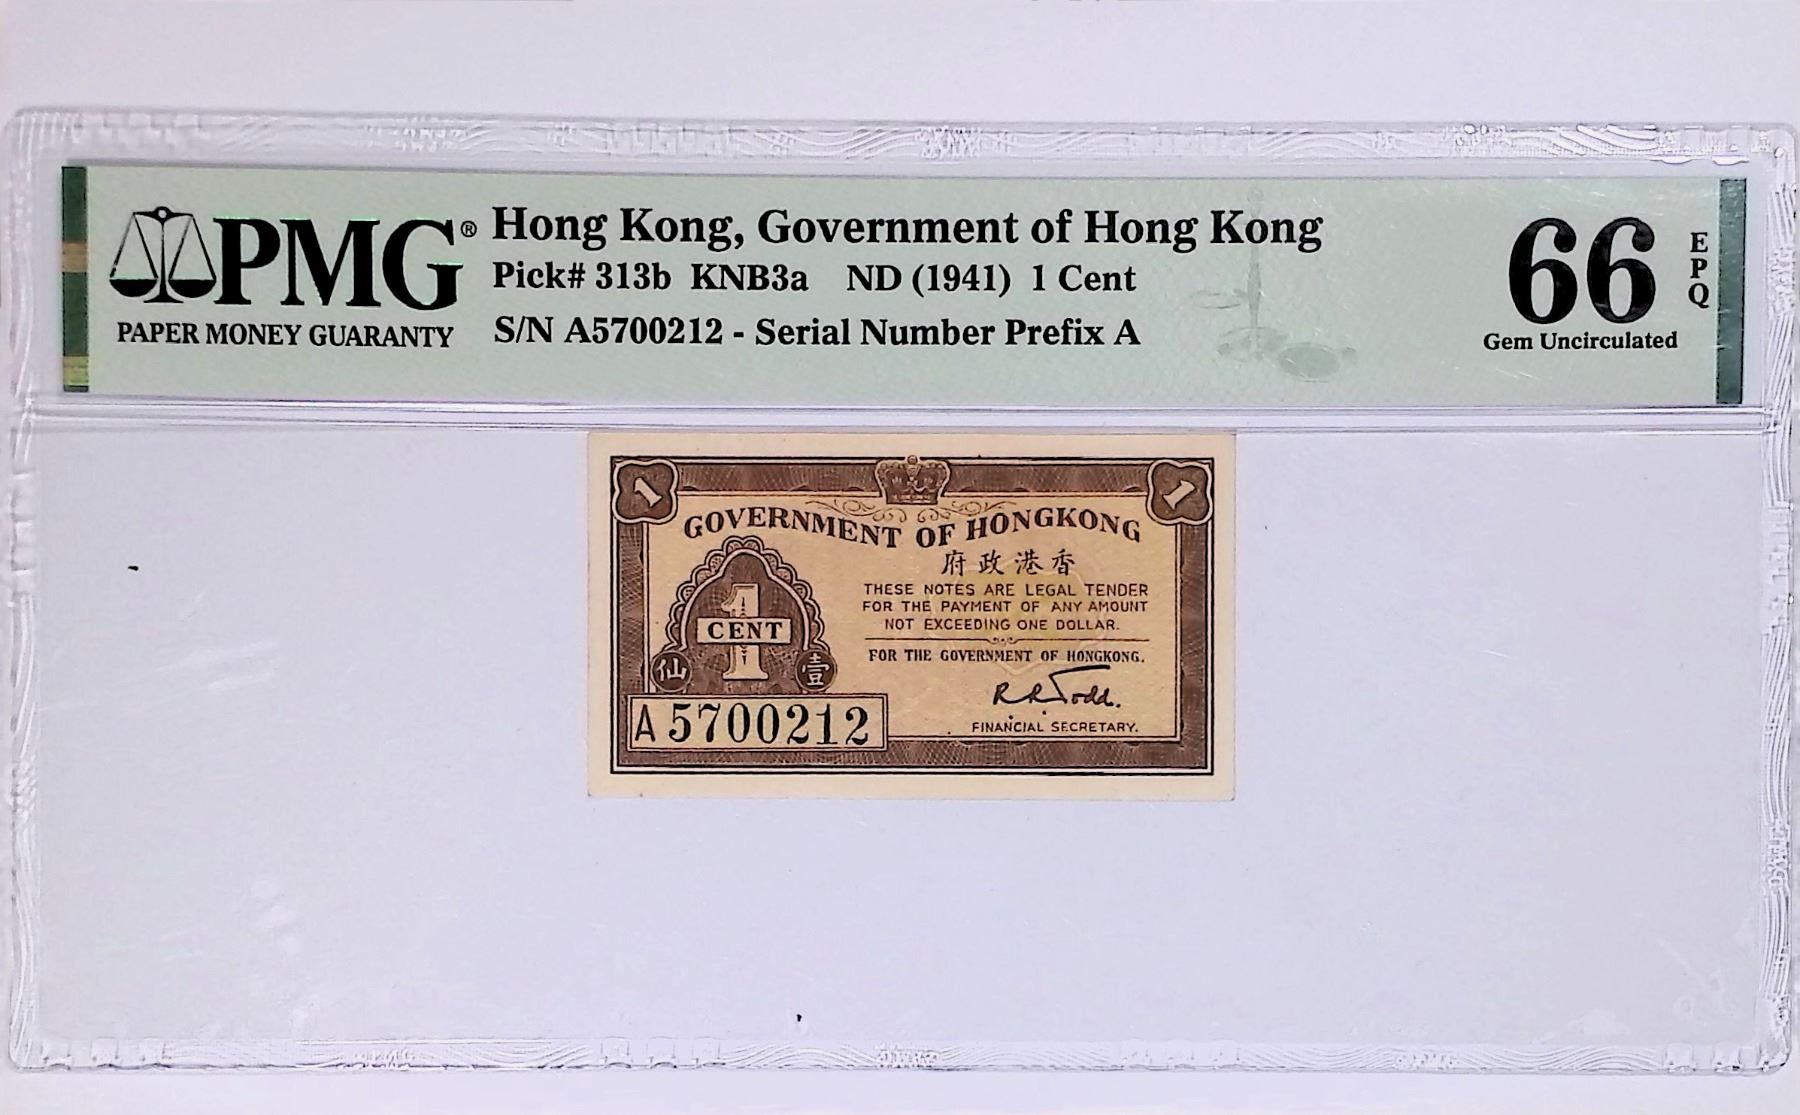 PMG®
PAPER MONEY GUARANTY
Hong Kong, Government of Hong Kong
Pick# 313b KNB3a ND (1941) 1 Cent
S/N A5700212 - Serial Number Prefix A
66
EPQ
Gem Uncirculated
1
1
GOVERNMENT OF HONGKONG
府政港香
THESE NOTES ARE LEGAL TENDER
FOR THE PAYMENT OF ANY AMOUNT
NOT EXCEEDING ONE DOLLAR.
FOR THE GOVERNMENT OF HONGKONG.
1
CENT
仙 壹
R R Todd.
FINANCIAL SECRETARY.
A 5700212